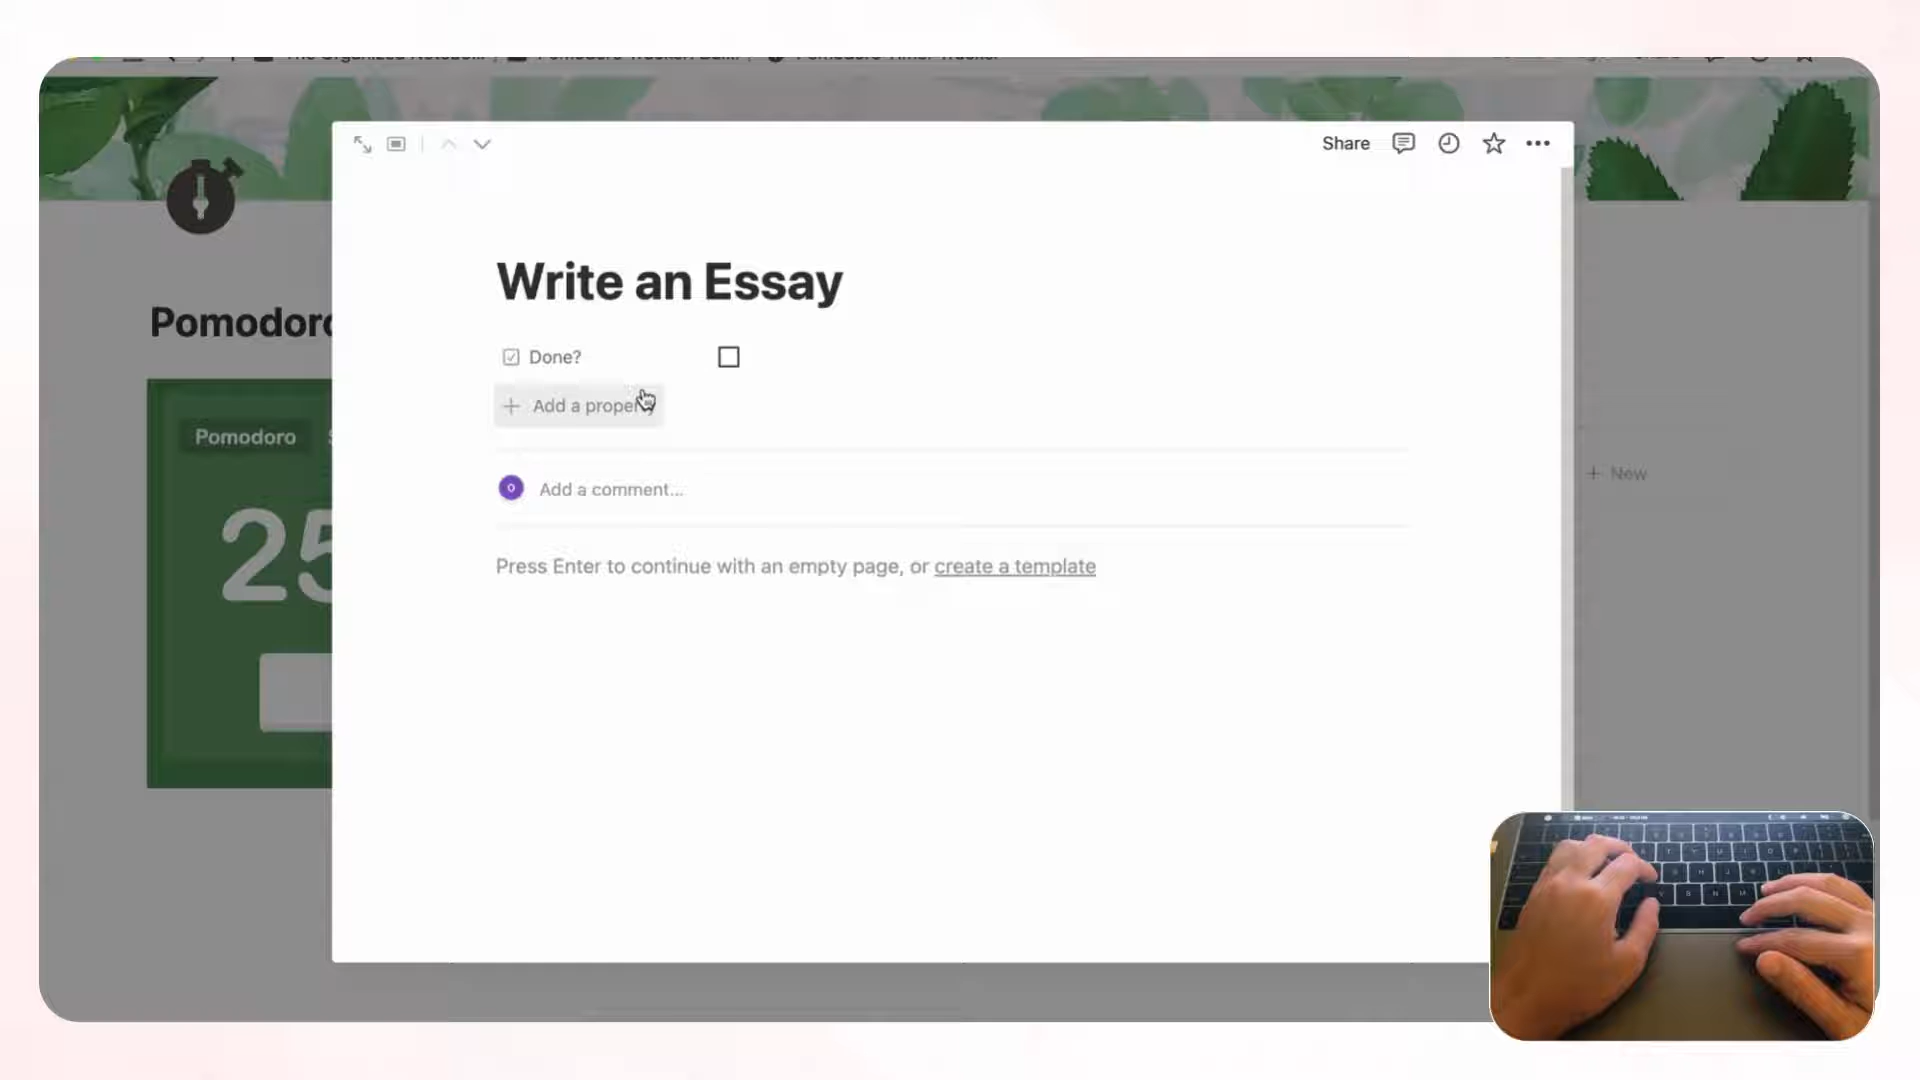 Share
Write an Essay
Done?
Add a property
Add a comment...
Press Enter to continue with an empty page, or create a template
Pomodoro
Pomodoro
25
New